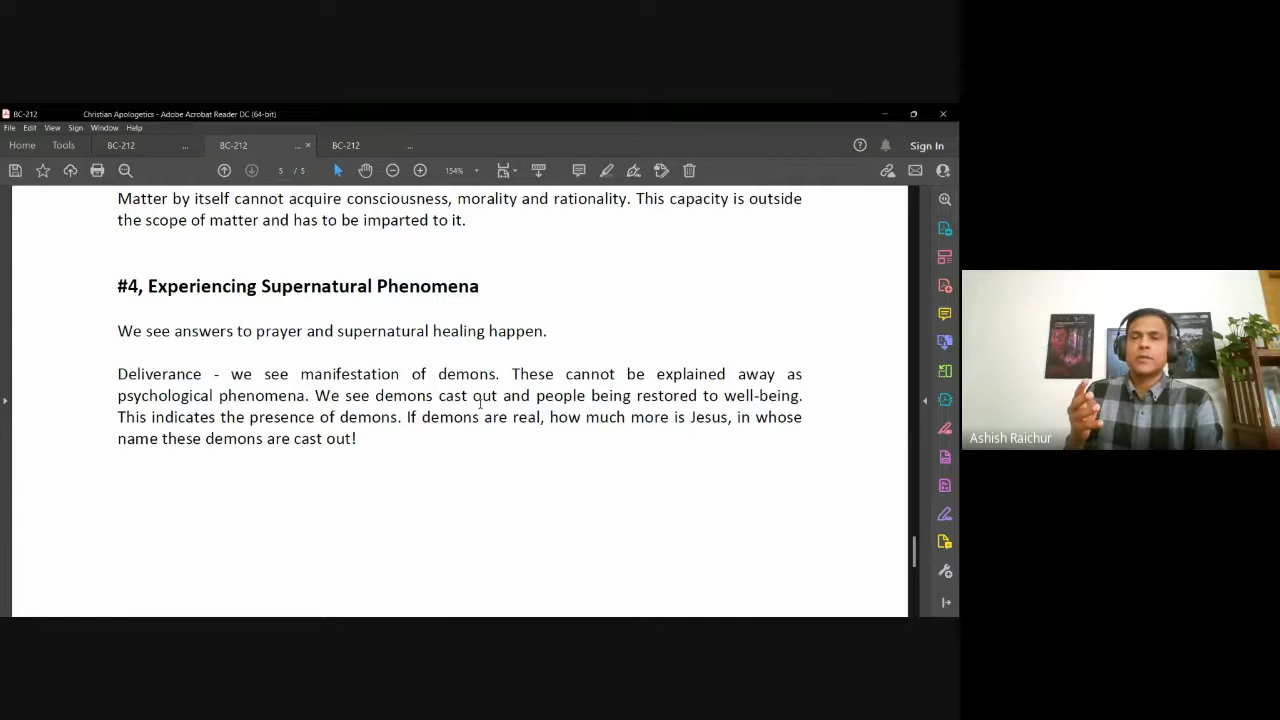 BC-212 Christian Apologetics - Adobe Acrobat Reader DC (64-bit)
File Edit View Sign Window Help
Home Tools BC-212 ... BC-212 ... × BC-212 ... Sign In
5 / 5 154%
Matter by itself cannot acquire consciousness, morality and rationality. This capacity is outside
the scope of matter and has to be imparted to it.
#4, Experiencing Supernatural Phenomena
We see answers to prayer and supernatural healing happen.
Deliverance - we see manifestation of demons. These cannot be explained away as
psychological phenomena. We see demons cast out and people being restored to well-being.
This indicates the presence of demons. If demons are real, how much more is Jesus, in whose
name these demons are cast out!
Ashish Raichur